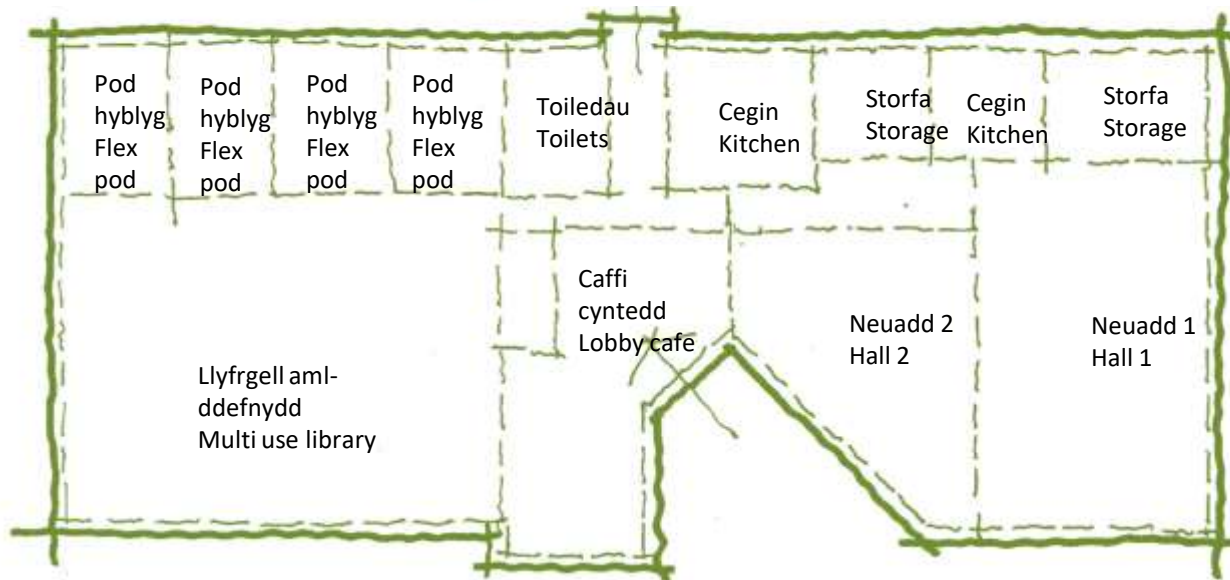 Pod
hyblyg
Flex
pod
Pod
hyblyg
Flex
pod
Pod
hyblyg
Flex
pod
Pod
hyblyg
Flex
pod
Toiledau
Toilets
Cegin
Kitchen
Storfa
Storage
Cegin
Kitchen
Storfa
Storage
Caffi
cyntedd
Lobby cafe
Neuadd 2
Hall 2
Neuadd 1
Hall 1
Llyfrgell aml-
ddefnydd
Multi use library